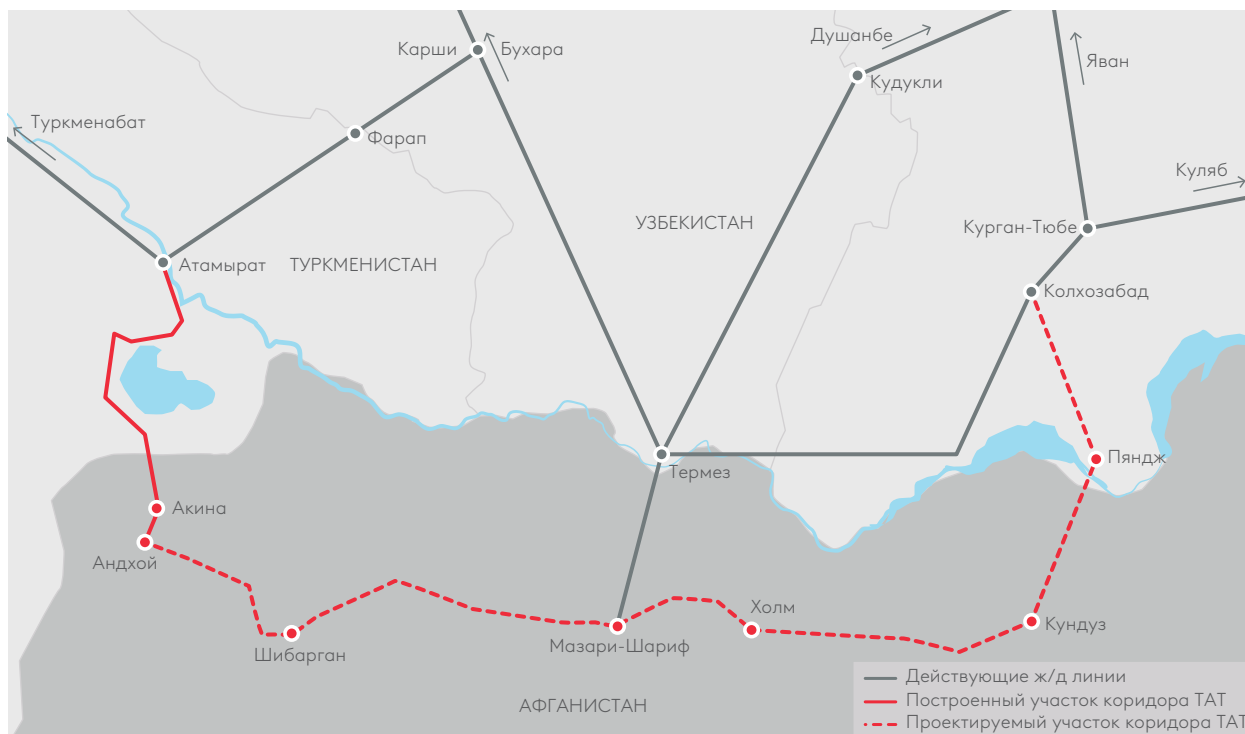 Душанбе
Карши
Бухара
Яван
Кудукли
Туркменабат
Фарап
Куляб
УЗБЕКИСТАН
Курган-Тюбе
Атамырат
ТУРКМЕНИСТАН
Колхозабад
Пяндж
Термез
Акина
Андхой
Холм
Кундуз
Мазари-Шариф
Шибарган
АФГАНИСТАН
Действующие ж/д линии
Построенный участок коридора ТАТ
Проектируемый участок коридора ТАТ